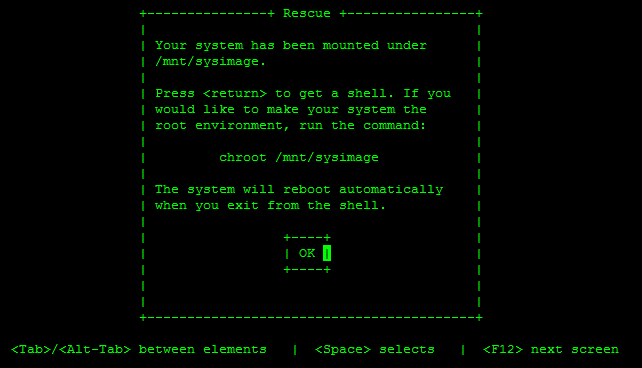 Rescue
Your system has been mounted under
/mnt/sysimage.
Press <return> to get a shell. If you
would like to make your system the
root environment, run the command:
chroot /mnt/sysimage
The system will reboot automatically
when you exit from the shell.
OK
<Tab>/<Alt-Tab> between elements | <Space> selects | <F12> next screen